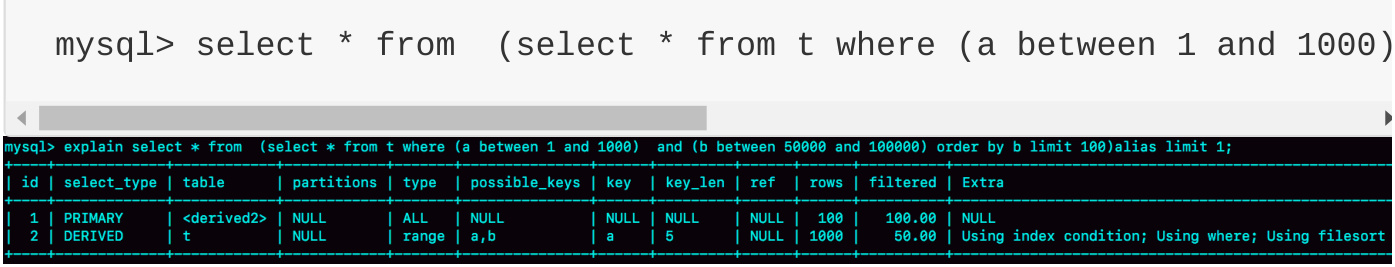 mysql> select * from  (select * from t where (a between 1 and 1000)
mysql> explain select * from  (select * from t where (a between 1 and 1000)  and (b between 50000 and 100000) order by b limit 100)alias limit 1;
| id | select_type | table | partitions | type | possible_keys | key | key_len | ref | rows | filtered | Extra
| 1 | PRIMARY | <derived2> | NULL | ALL | NULL | NULL | NULL | NULL | 100 | 100.00 | NULL
| 2 | DERIVED | t | NULL | range | a,b | a | 5 | NULL | 1000 | 50.00 | Using index condition; Using where; Using filesort